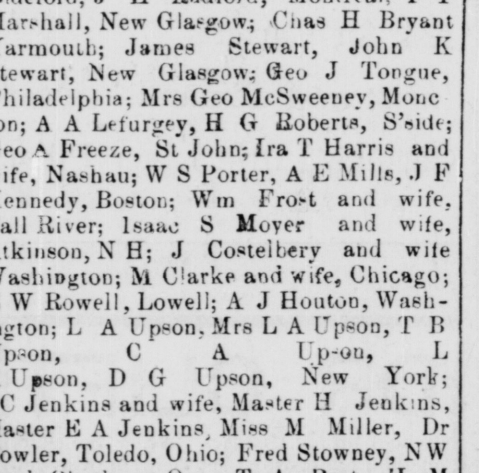 Marshall, New Glasgow; Chas H Bryant
Yarmouth; James Stewart, John K
Stewart, New Glasgow; Geo J Tongue,
Philadelphia; Mrs Geo McSweeney, Monc
on; A A Lefurgey, H G Roberts, S'side;
Geo A Freeze, St John; Ira T Harris and
wife, Nashau; W S Porter, A E Mills, J F
Kennedy, Boston; Wm Frost and wife,
Fall River; Isaac S Moyer and wife,
Atkinson, N H; J Costelbery and wife
Washington; M Clarke and wife, Chicago;
W Rowell, Lowell; A J Houton, Wash-
ington; L A Upson, Mrs L A Upson, T B
Upson, C A Upson, L
Upson, D G Upson, New York;
C Jenkins and wife, Master H Jenkins,
Master E A Jenkins, Miss M Miller, Dr
Fowler, Toledo, Ohio; Fred Stowney, N W